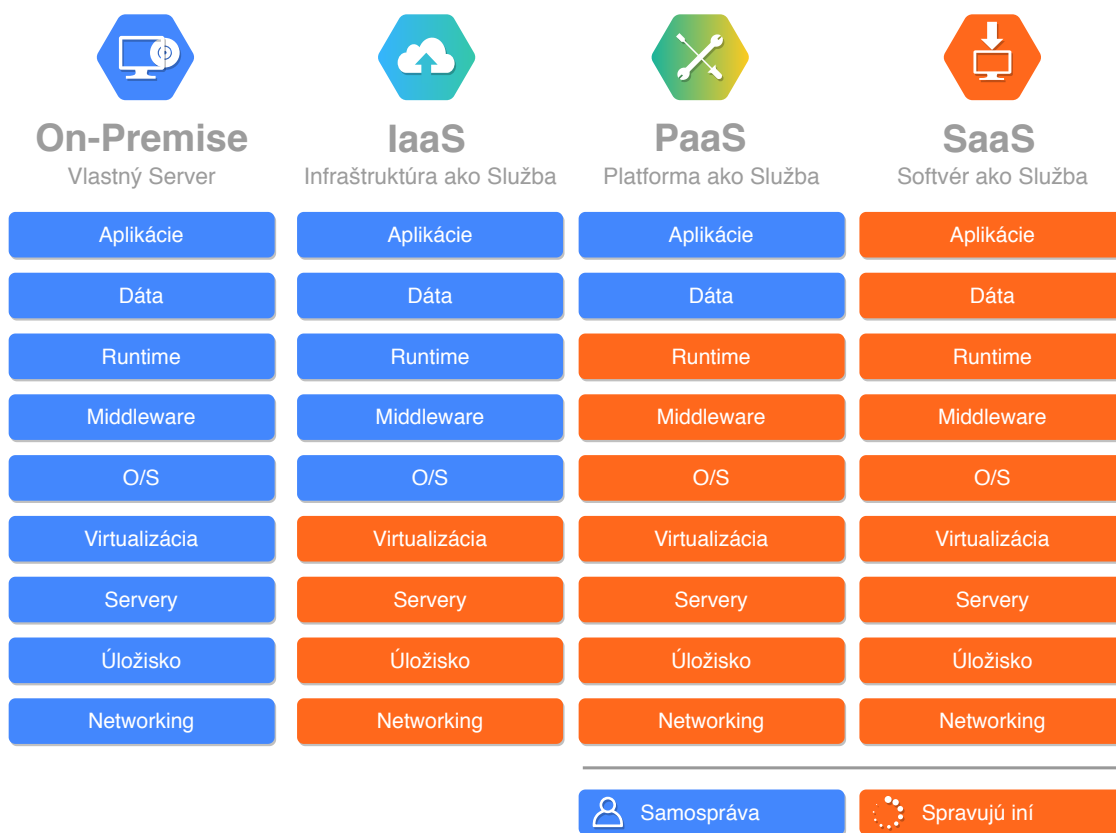 On-Premise
Vlastný Server
Aplikácie
Dáta
Runtime
Middleware
O/S
Virtualizácia
Servery
Úložisko
Networking
IaaS
Infraštruktúra ako Služba
Aplikácie
Dáta
Runtime
Middleware
O/S
Virtualizácia
Servery
Úložisko
Networking
PaaS
Platforma ako Služba
Aplikácie
Dáta
Runtime
Middleware
O/S
Virtualizácia
Servery
Úložisko
Networking
SaaS
Softvér ako Služba
Aplikácie
Dáta
Runtime
Middleware
O/S
Virtualizácia
Servery
Úložisko
Networking
Samospráva
Spravujú iní